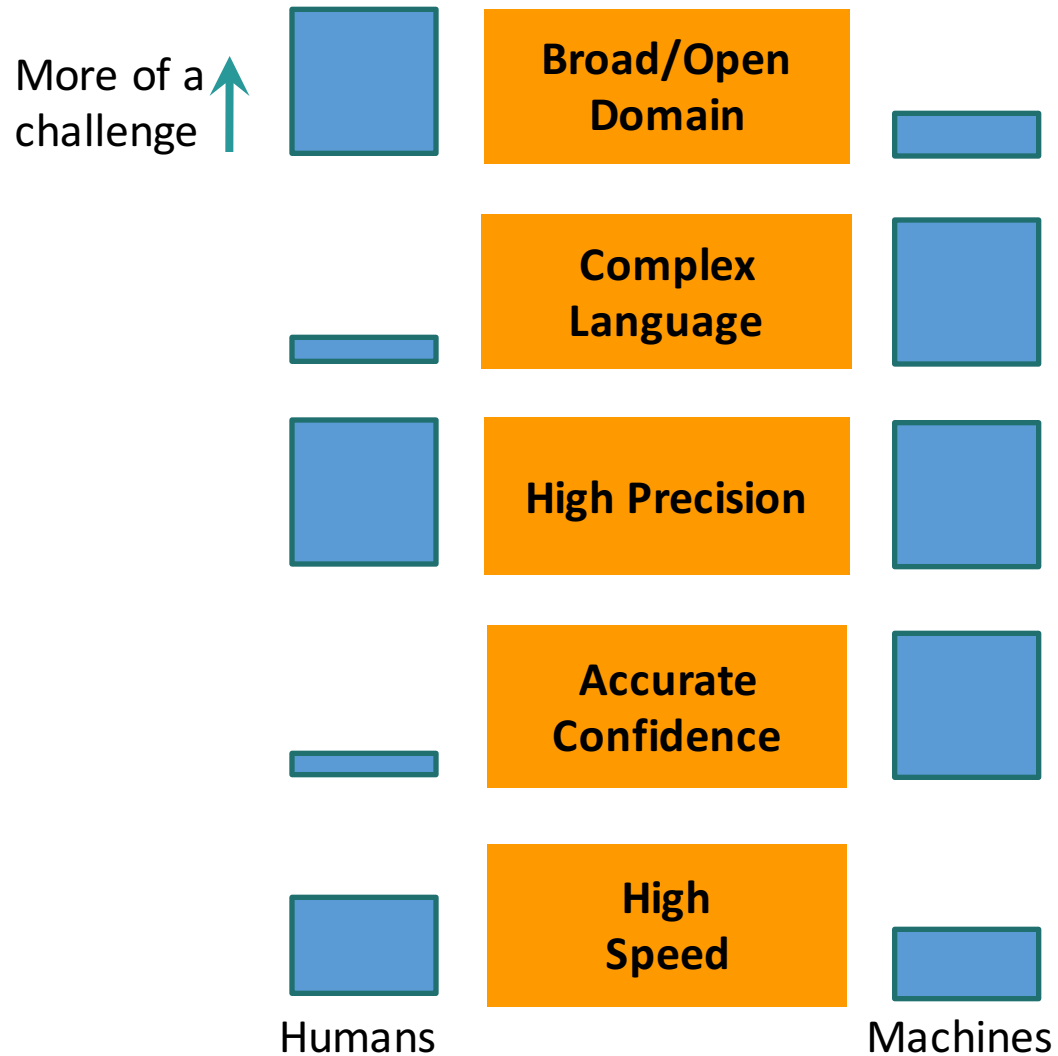 More of a
challenge
Broad/Open
Domain
Complex
Language
High Precision
Accurate
Confidence
High
Speed
Humans
Machines